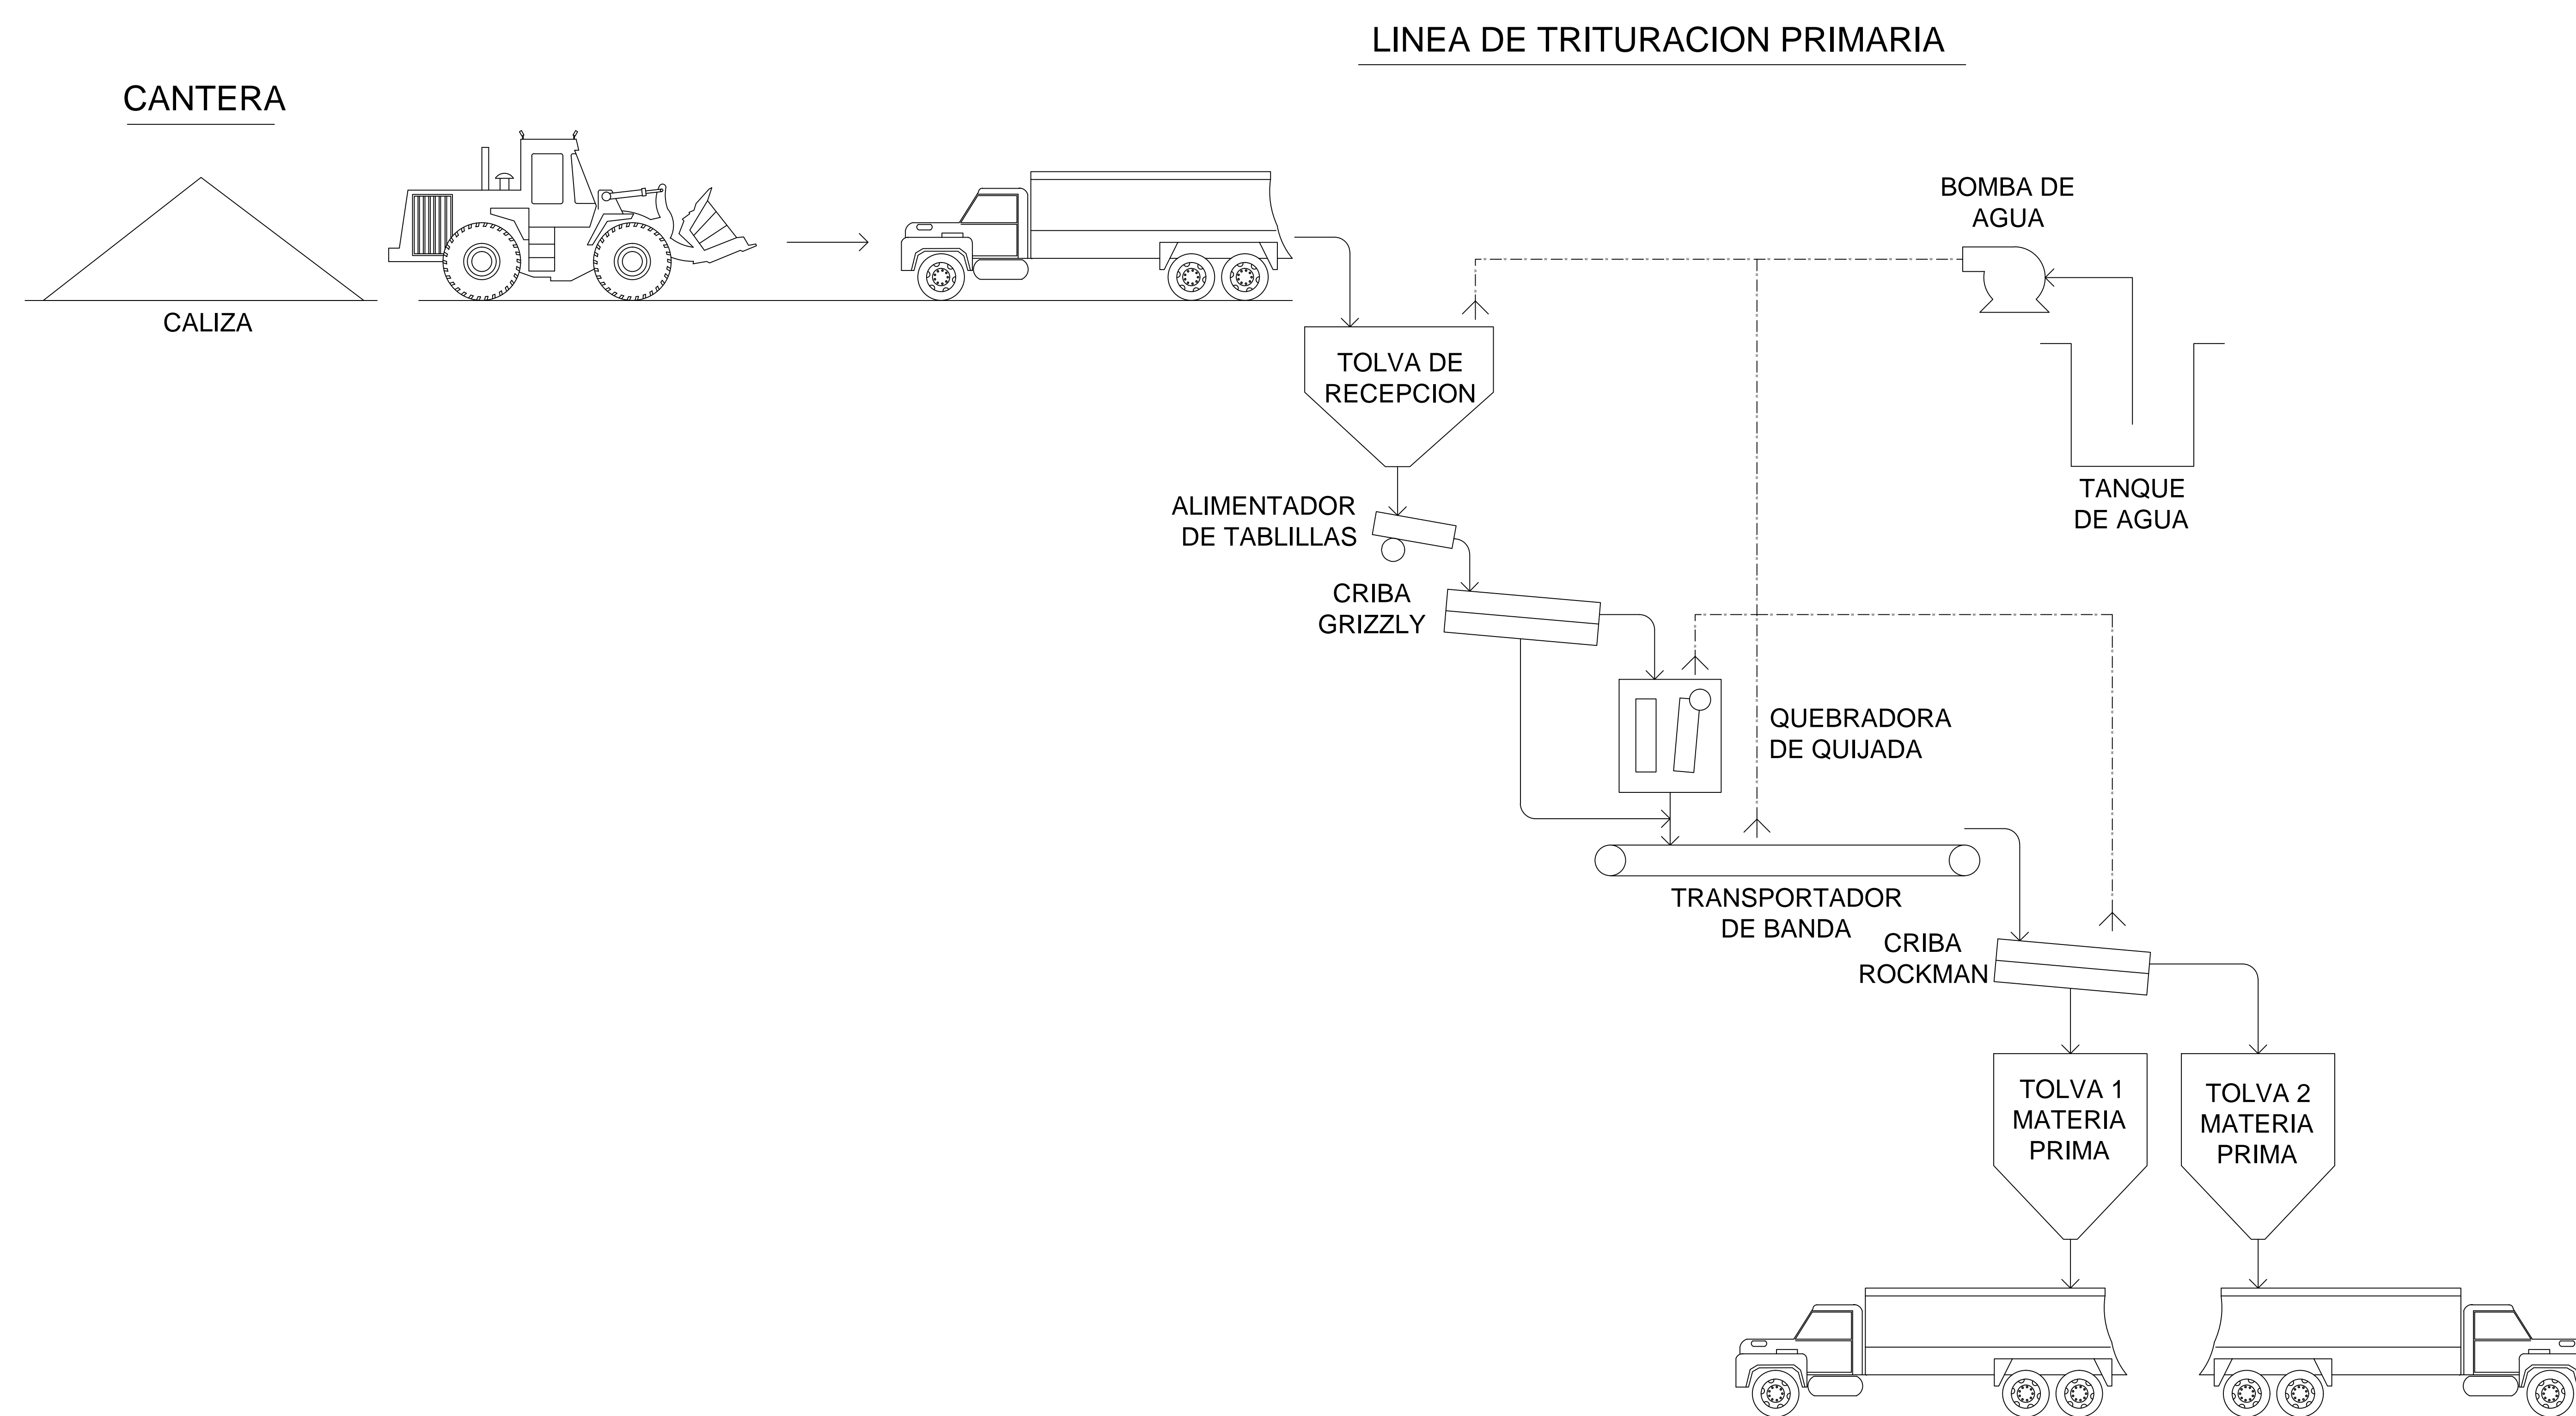 LINEA DE TRITURACION PRIMARIA
CANTERA
CALIZA
BOMBA DE
AGUA
TOLVA DE
RECEPCION
TANQUE
DE AGUA
ALIMENTADOR
DE TABLILLAS
CRIBA
GRIZZLY
QUEBRADORA
DE QUIJADA
TRANSPORTADOR
DE BANDA
CRIBA
ROCKMAN
TOLVA 1
MATERIA
PRIMA
TOLVA 2
MATERIA
PRIMA